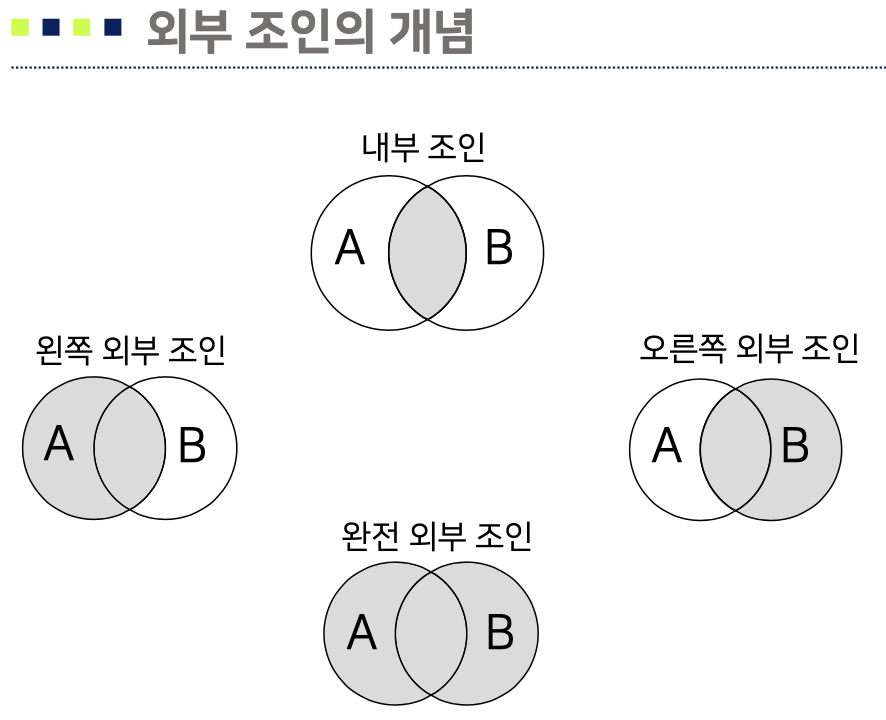 외부 조인의 개념
내부 조인
A B
왼쪽 외부 조인
A B
오른쪽 외부 조인
A B
완전 외부 조인
A B